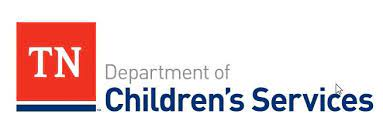 TN
Department of
Children's Services